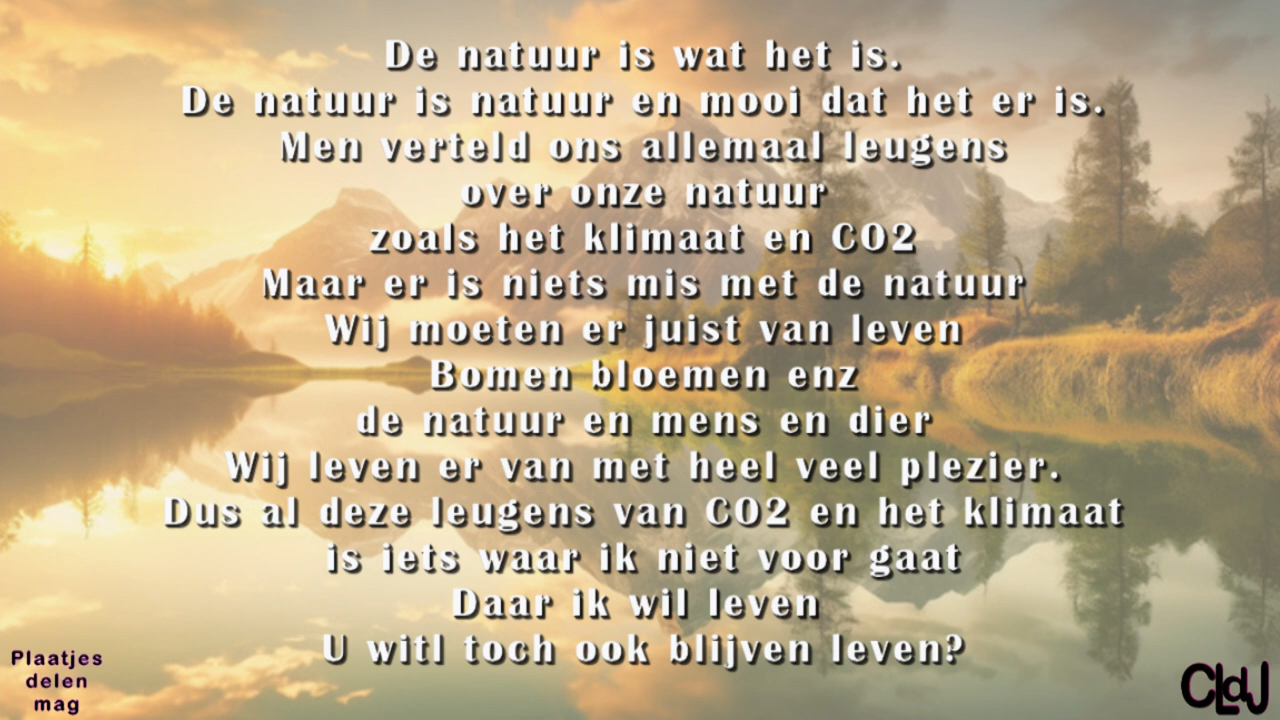 De natuur is wat het is.
De natuur is natuur en mooi dat het er is.
Men verteld ons allemaal leugens
over onze natuur
zoals het klimaat en CO2
Maar er is niets mis met de natuur
Wij moeten er juist van leven
Bomen bloemen enz
de natuur en mens en dier
Wij leven er van met heel veel plezier.
Dus al deze leugens van CO2 en het klimaat
is iets waar ik niet voor gaat
Daar ik wil leven
U witl toch ook blijven leven?
Plaatjes
delen
mag
CLdJ